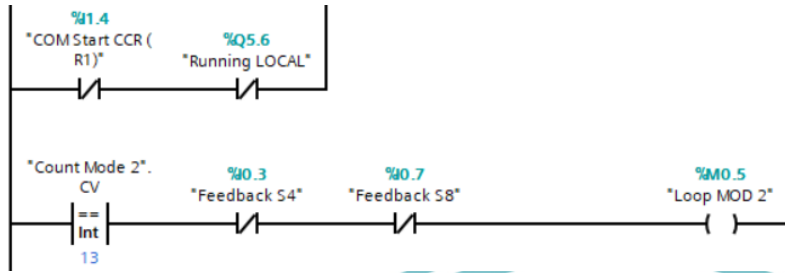 %I1.4
"COM Start CCR (
R1)"
%Q5.6
"Running LOCAL"
"Count Mode 2".
CV
==
Int
13
%I0.3
"Feedback S4"
%I0.7
"Feedback S8"
%M0.5
"Loop MOD 2"